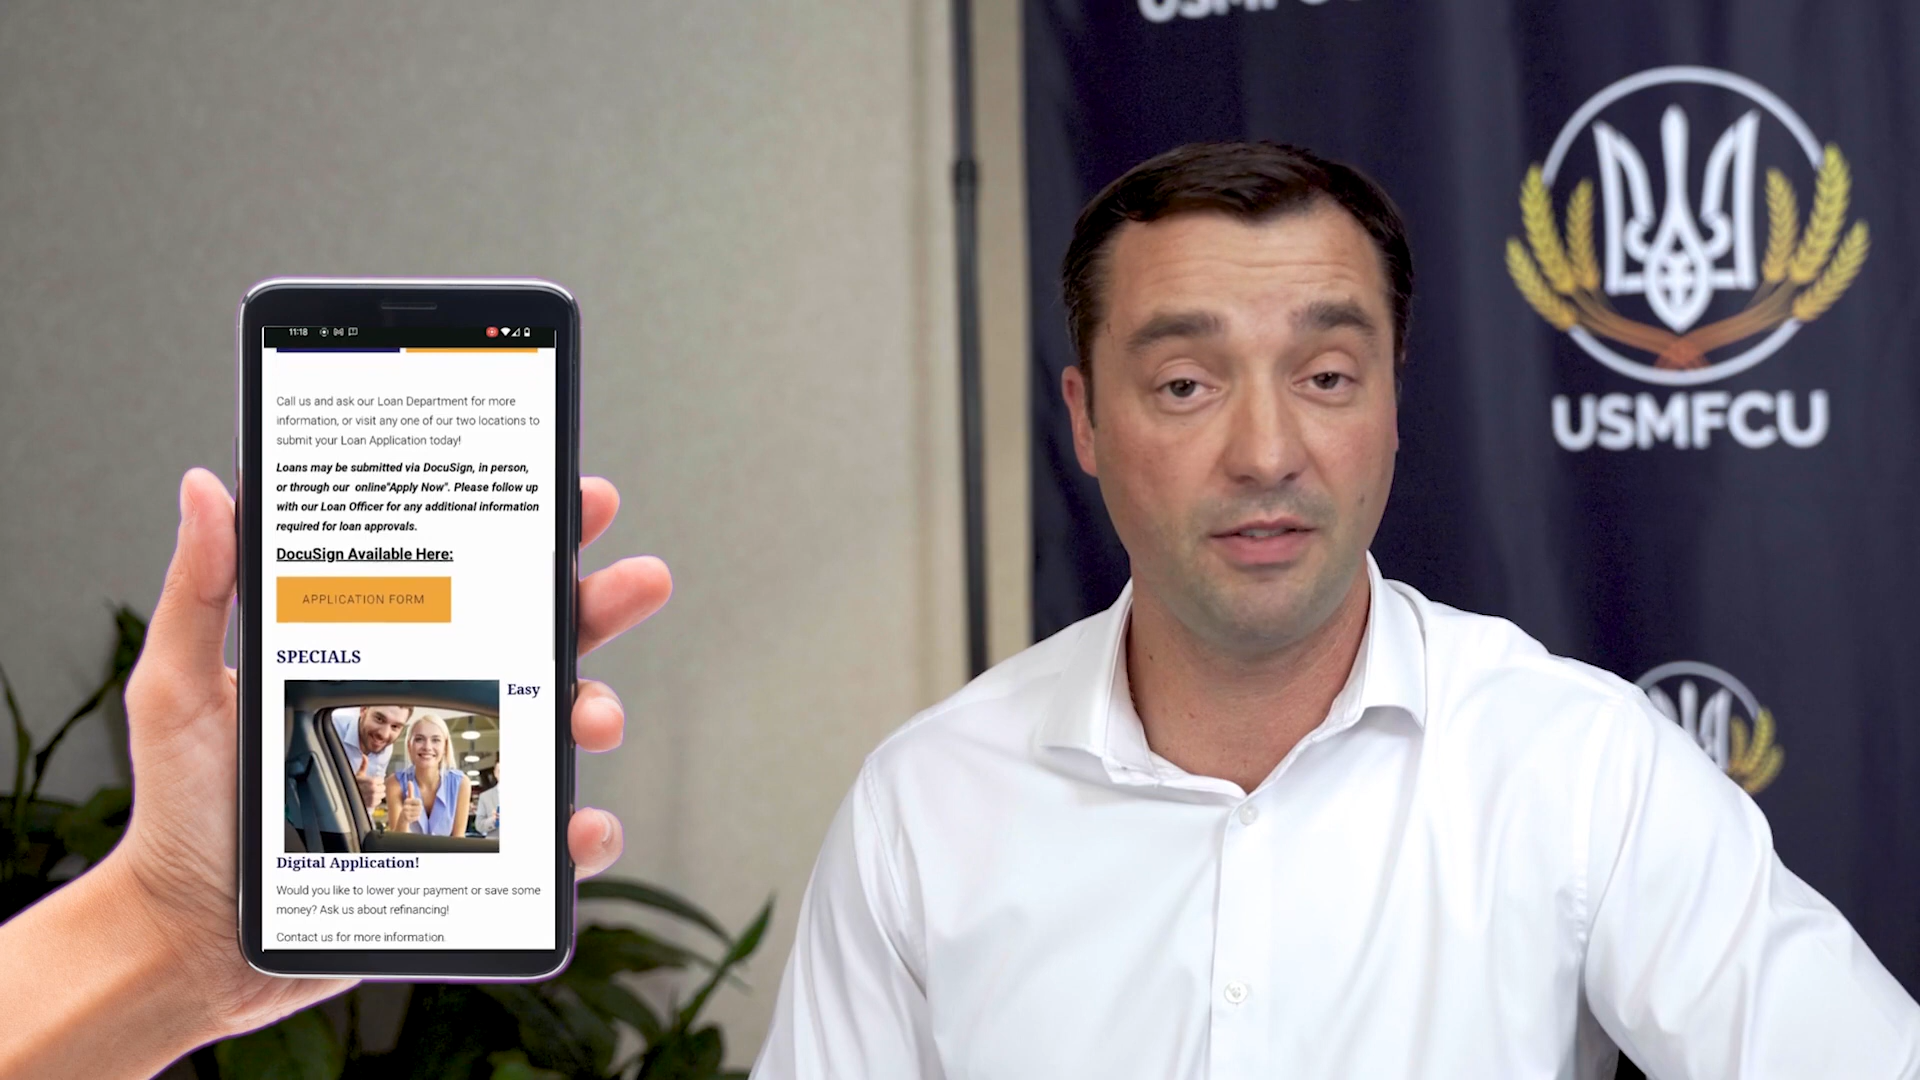 USMFCU
11:18
Call us and ask our Loan Department for more
information, or visit any one of our two locations to
submit your Loan Application today!
Loans may be submitted via DocuSign, in person,
or through our online"Apply Now". Please follow up
with our Loan Officer for any additional information
required for loan approvals.
DocuSign Available Here:
APPLICATION FORM
SPECIALS
Easy
Digital Application!
Would you like to lower your payment or save some
money? Ask us about refinancing!
Contact us for more information.
USMFCU